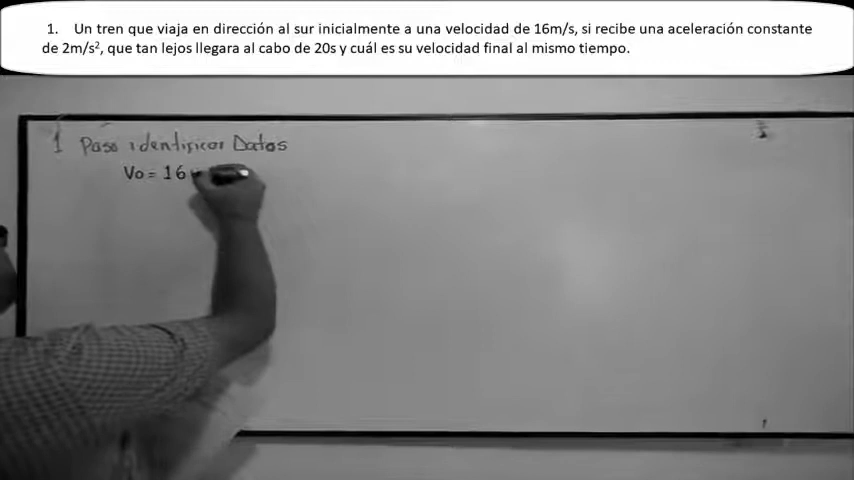 1. Un tren que viaja en dirección al sur inicialmente a una velocidad de 16m/s, si recibe una aceleración constante
de 2m/s², que tan lejos llegara al cabo de 20s y cuál es su velocidad final al mismo tiempo.
1 Paso identificar Datos
Vo = 16